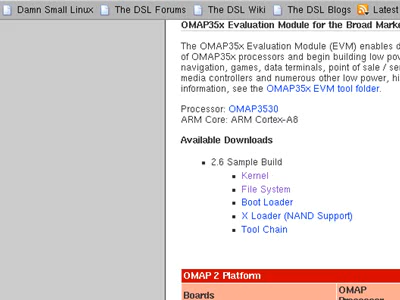 Damn Small Linux The DSL Forums The DSL Wiki The DSL Blogs Latest
OMAP35x Evaluation Module for the Broad Marke
The OMAP35x Evaluation Module (EVM) enables d
of OMAP35x processors and begin building low pov
navigation, games, data terminals, point of sale / se
media controllers and numerous other low power, hi
information, see the OMAP35x EVM tool folder.
Processor: OMAP3530
ARM Core: ARM Cortex-A8
Available Downloads
2.6 Sample Build
Kernel
File System
Boot Loader
X Loader (NAND Support)
Tool Chain
OMAP 2 Platform
Boards
OMAP